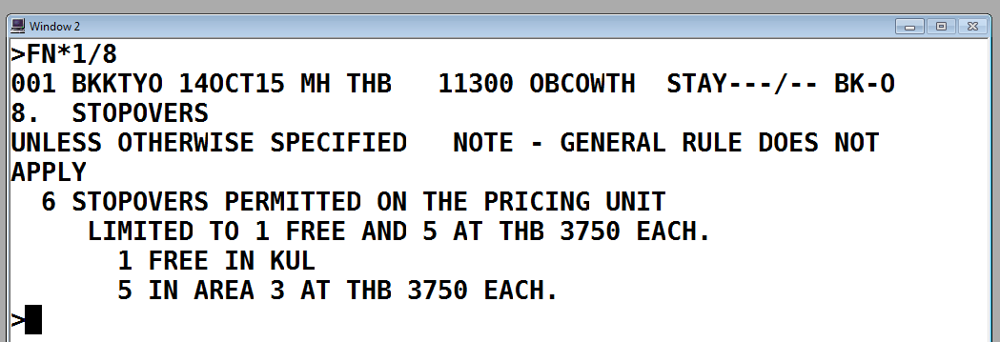 Window 2
>FN*1/8
001 BKKTYO 14OCT15 MH THB   11300 OBCOWTH  STAY---/-- BK-O
8.  STOPOVERS
UNLESS OTHERWISE SPECIFIED   NOTE - GENERAL RULE DOES NOT
APPLY
  6 STOPOVERS PERMITTED ON THE PRICING UNIT
     LIMITED TO 1 FREE AND 5 AT THB 3750 EACH.
       1 FREE IN KUL
       5 IN AREA 3 AT THB 3750 EACH.
>